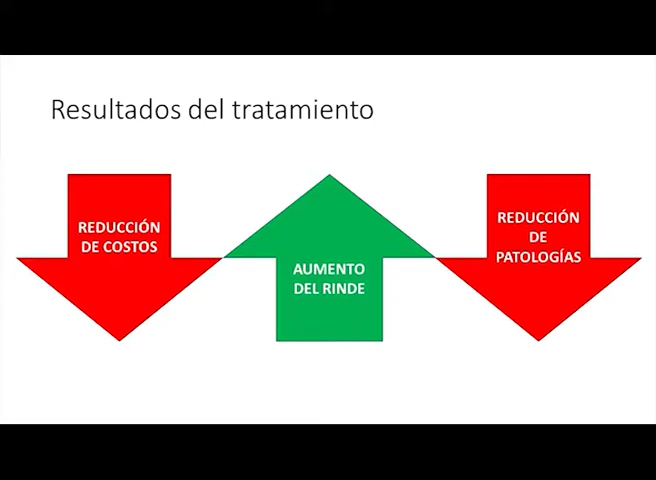 Resultados del tratamiento
REDUCCIÓN
DE COSTOS
AUMENTO
DEL RINDE
REDUCCIÓN
DE
PATOLOGÍAS